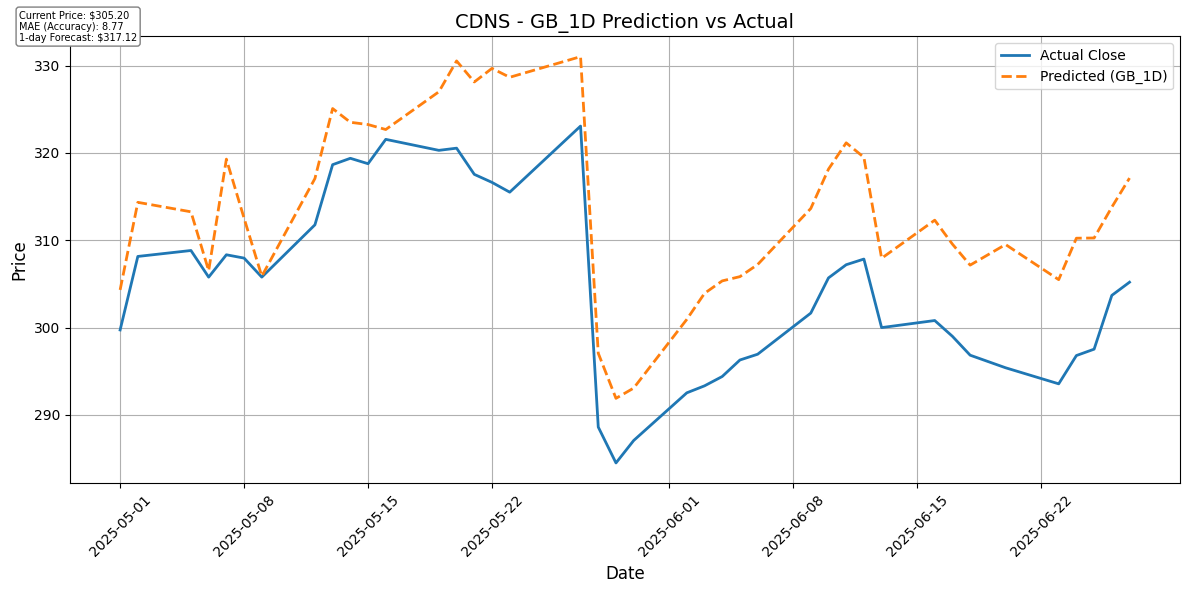 Current Price: $305.20
MAE (Accuracy): 8.77
1-day Forecast: $317.12
CDNS - GB_1D Prediction vs Actual
Actual Close
Predicted (GB_1D)
Price
330
320
310
300
290
2025-05-01
2025-05-08
2025-05-15
2025-05-22
2025-06-01
2025-06-08
2025-06-15
2025-06-22
Date